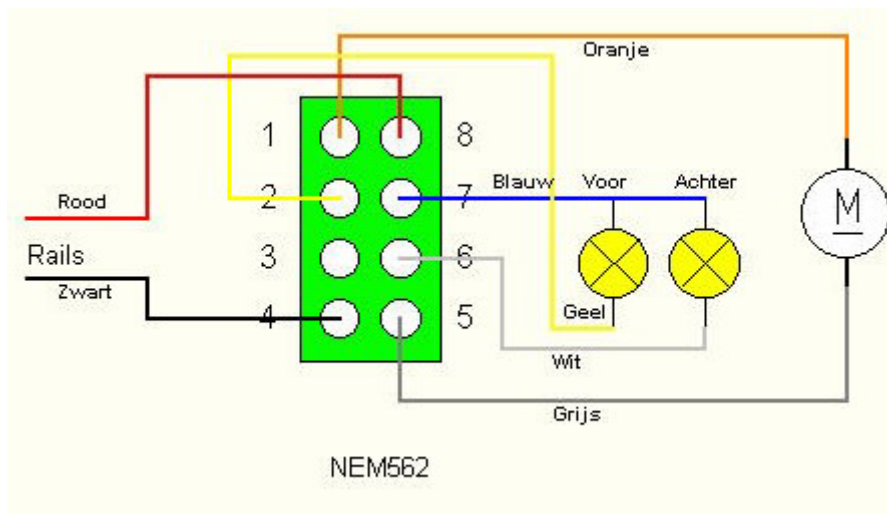 Oranje
1
8
Rood
2
7
Blauw
Voor
Achter
M
Rails
3
6
Zwart
4
5
Geel
Wit
Grijs
NEM562